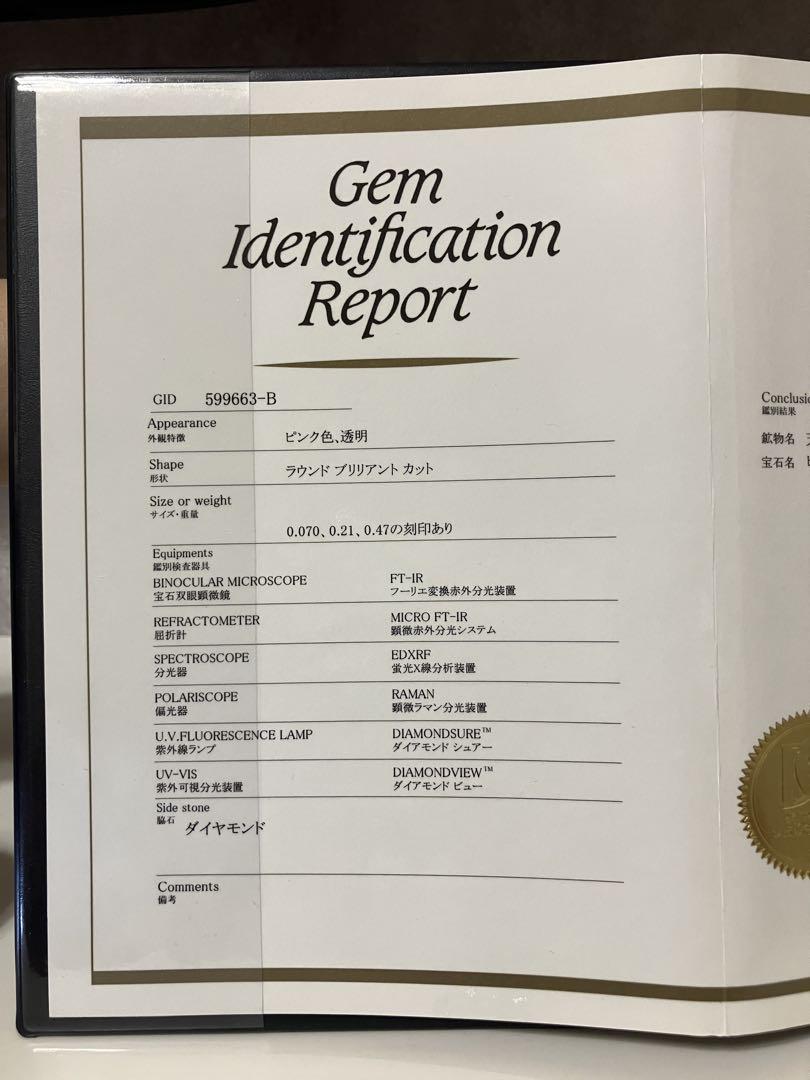 Gem
Identification
Report
GID 599663-B
Appearance
外観特徴
ピンク色、透明
Shape
形状
ラウンド ブリリアント カット
Size or weight
サイズ・重量
0.070、0.21、0.47の刻印あり
Equipments
鑑別検査器具
BINOCULAR MICROSCOPE
宝石双眼顕微鏡
FT-IR
フーリエ変換赤外分光装置
REFRACTOMETER
屈折計
MICRO FT-IR
顕微赤外分光システム
SPECTROSCOPE
分光器
EDXRF
蛍光X線分析装置
POLARISCOPE
偏光器
RAMAN
顕微ラマン分光装置
U.V.FLUORESCENCE LAMP
紫外線ランプ
DIAMONDSURE™
ダイアモンド シュアー
UV-VIS
紫外可視分光装置
DIAMONDVIEW™
ダイアモンド ビュー
Side stone
脇石
ダイヤモンド
Comments
備考
Conclusi
鑑別結果
鉱物名
宝石名